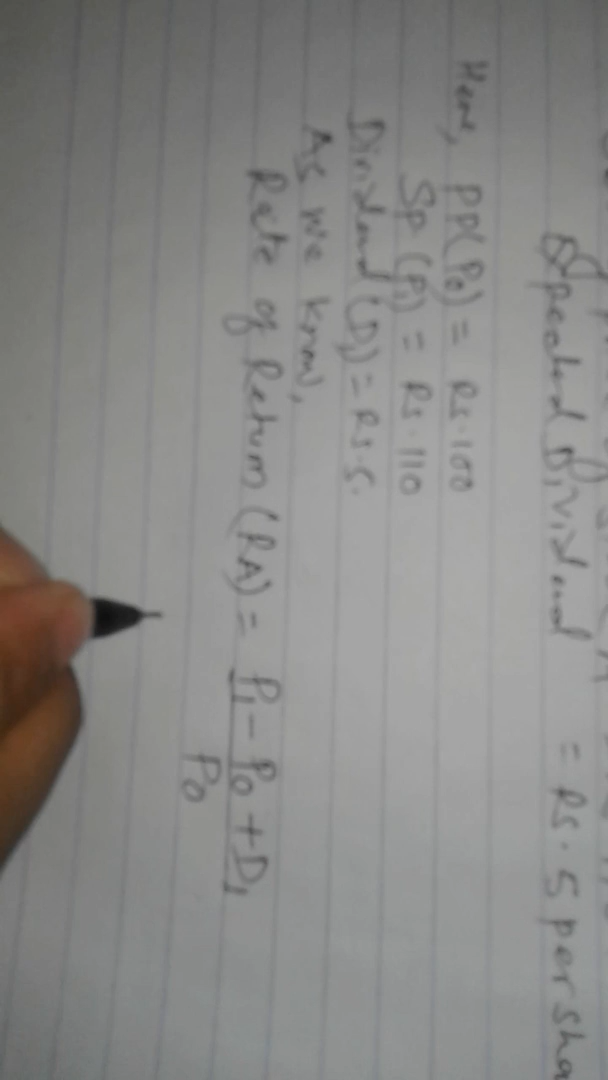 Expected Dividend = Rs. 5 per sha
Here, PP(P0) = Rs. 100
Sp (P1) = Rs. 110
Dividend (D1) = Rs. 5.
As we know,
Rate of Return (RA) = P1 - P0 + D1
P0